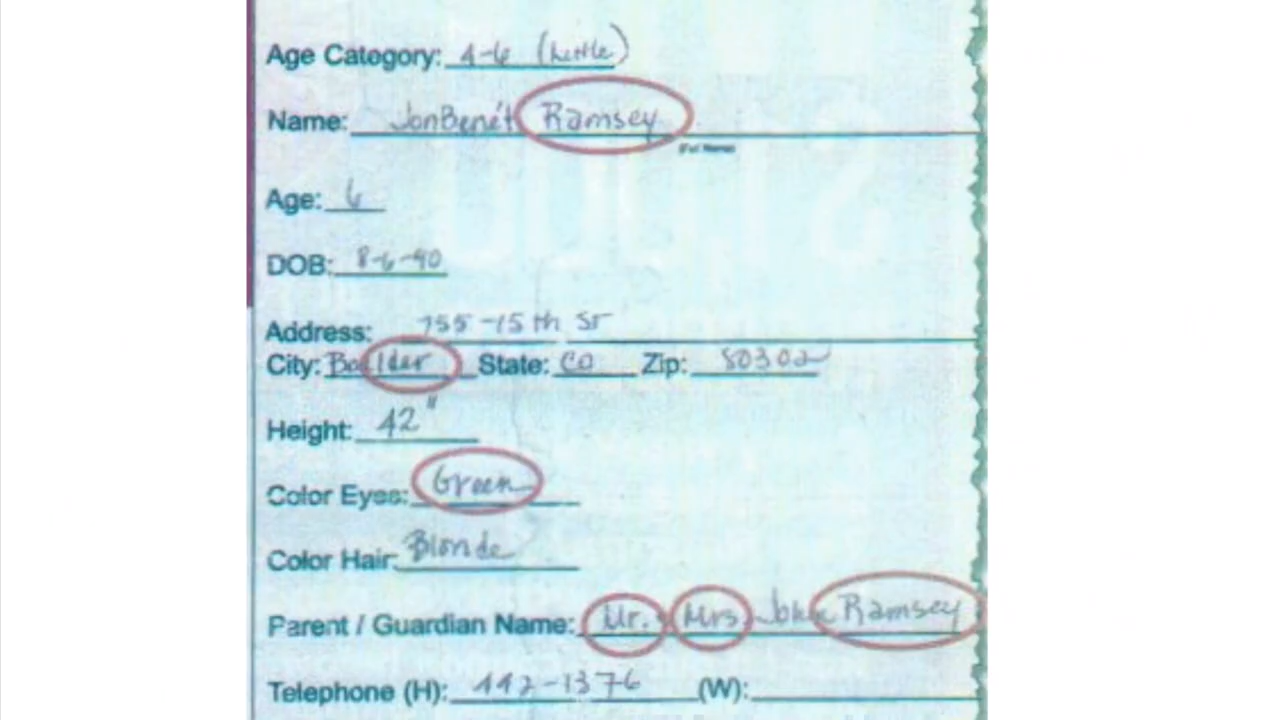 Age Category: 4-6 (Little)
Name: JonBenét Ramsey
(Full Name)
Age: 6
DOB: 8-6-90
Address: 755-15th St
City: Boulder State: CO Zip: 80302
Height: 42"
Color Eyes: Green
Color Hair: Blonde
Parent / Guardian Name: Mr. Mrs. John Ramsey
Telephone (H): 442-1376 (W):